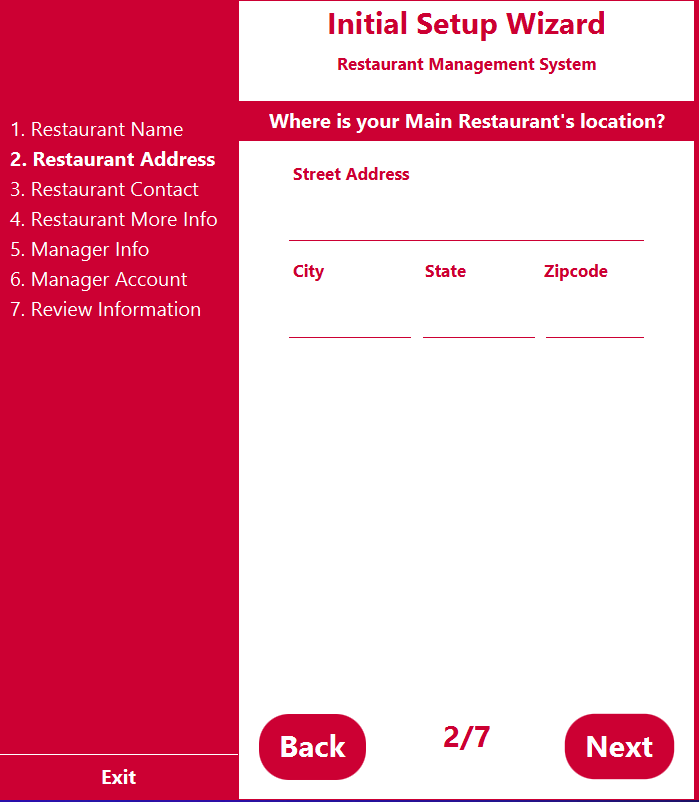 Initial Setup Wizard
Restaurant Management System
Where is your Main Restaurant's location?
1. Restaurant Name
2. Restaurant Address
3. Restaurant Contact
4. Restaurant More Info
5. Manager Info
6. Manager Account
7. Review Information
Street Address
City State Zipcode
Back 2/7 Next
Exit